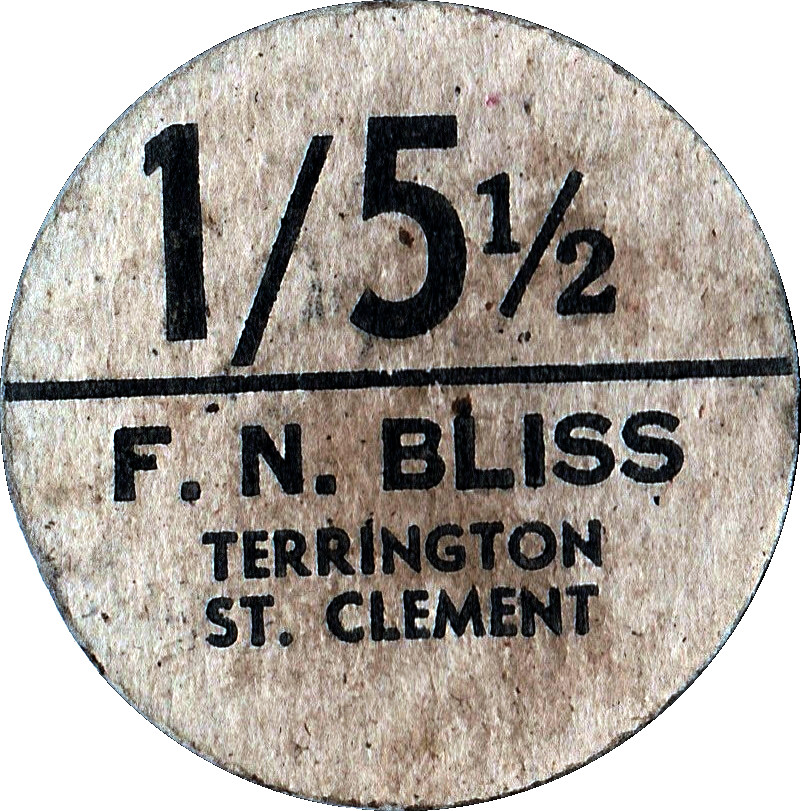 1/5½
F. N. BLISS
TERRINGTON
ST. CLEMENT